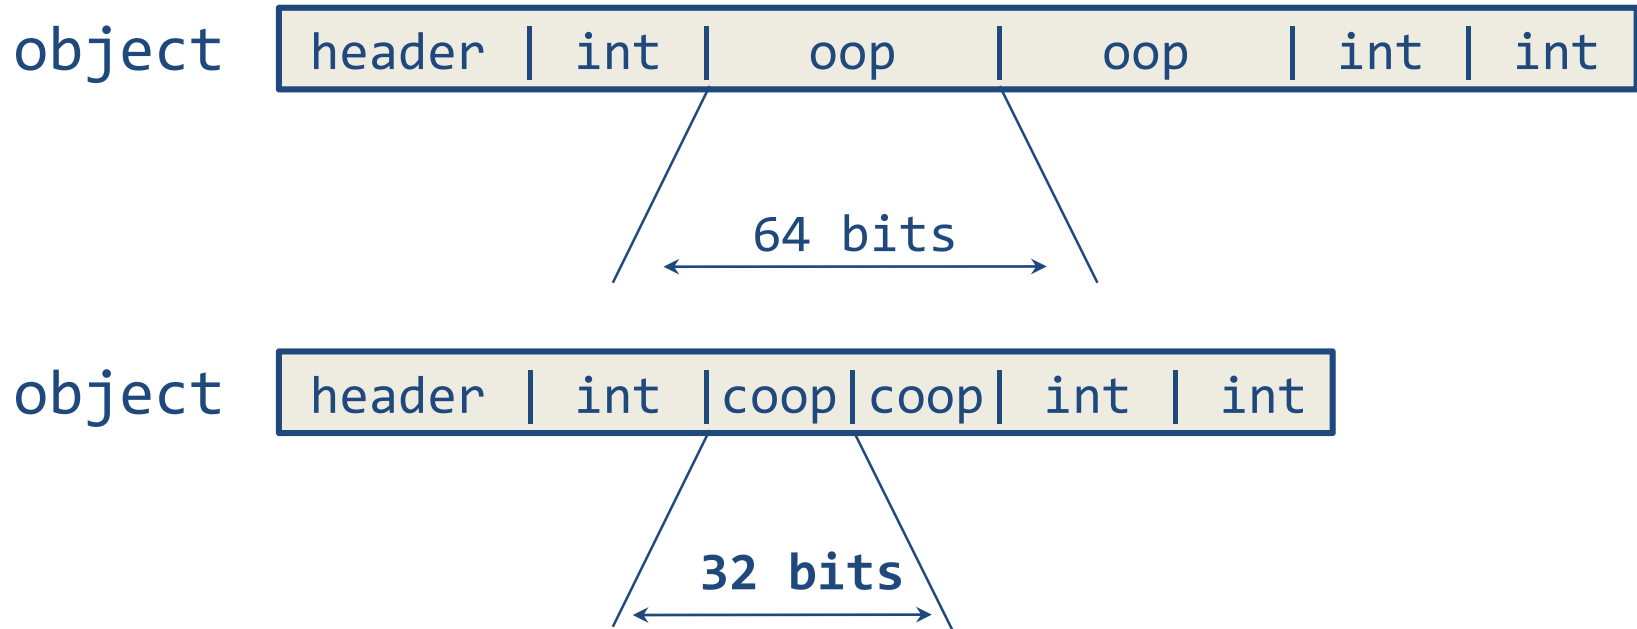 object header | int | oop | oop | int | int
64 bits
object header | int |coop|coop| int | int
32 bits